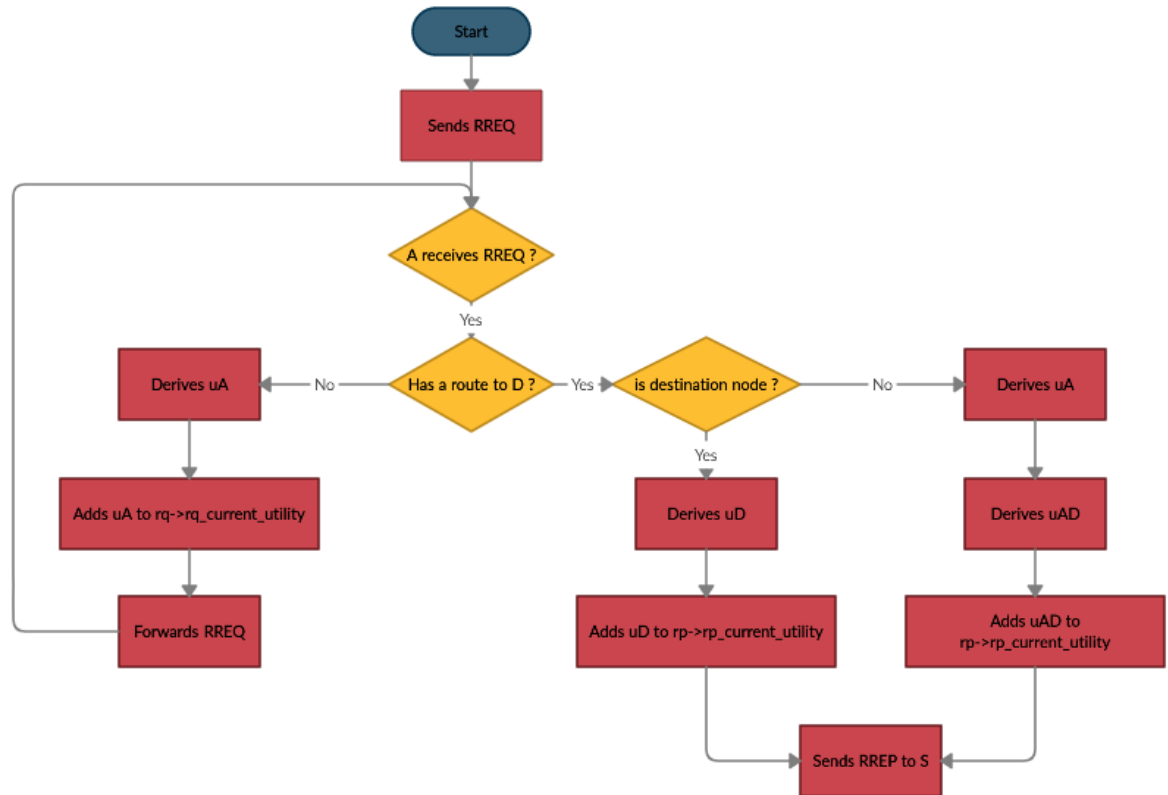 Start
Sends RREQ
A receives RREQ ?
Yes
Derives uA
No
Has a route to D ?
Yes
is destination node ?
No
Derives uA
Yes
Adds uA to rq->rq_current_utility
Derives uD
Derives uAD
Forwards RREQ
Adds uD to rp->rp_current_utility
Adds uAD to
rp->rp_current_utility
Sends RREP to S